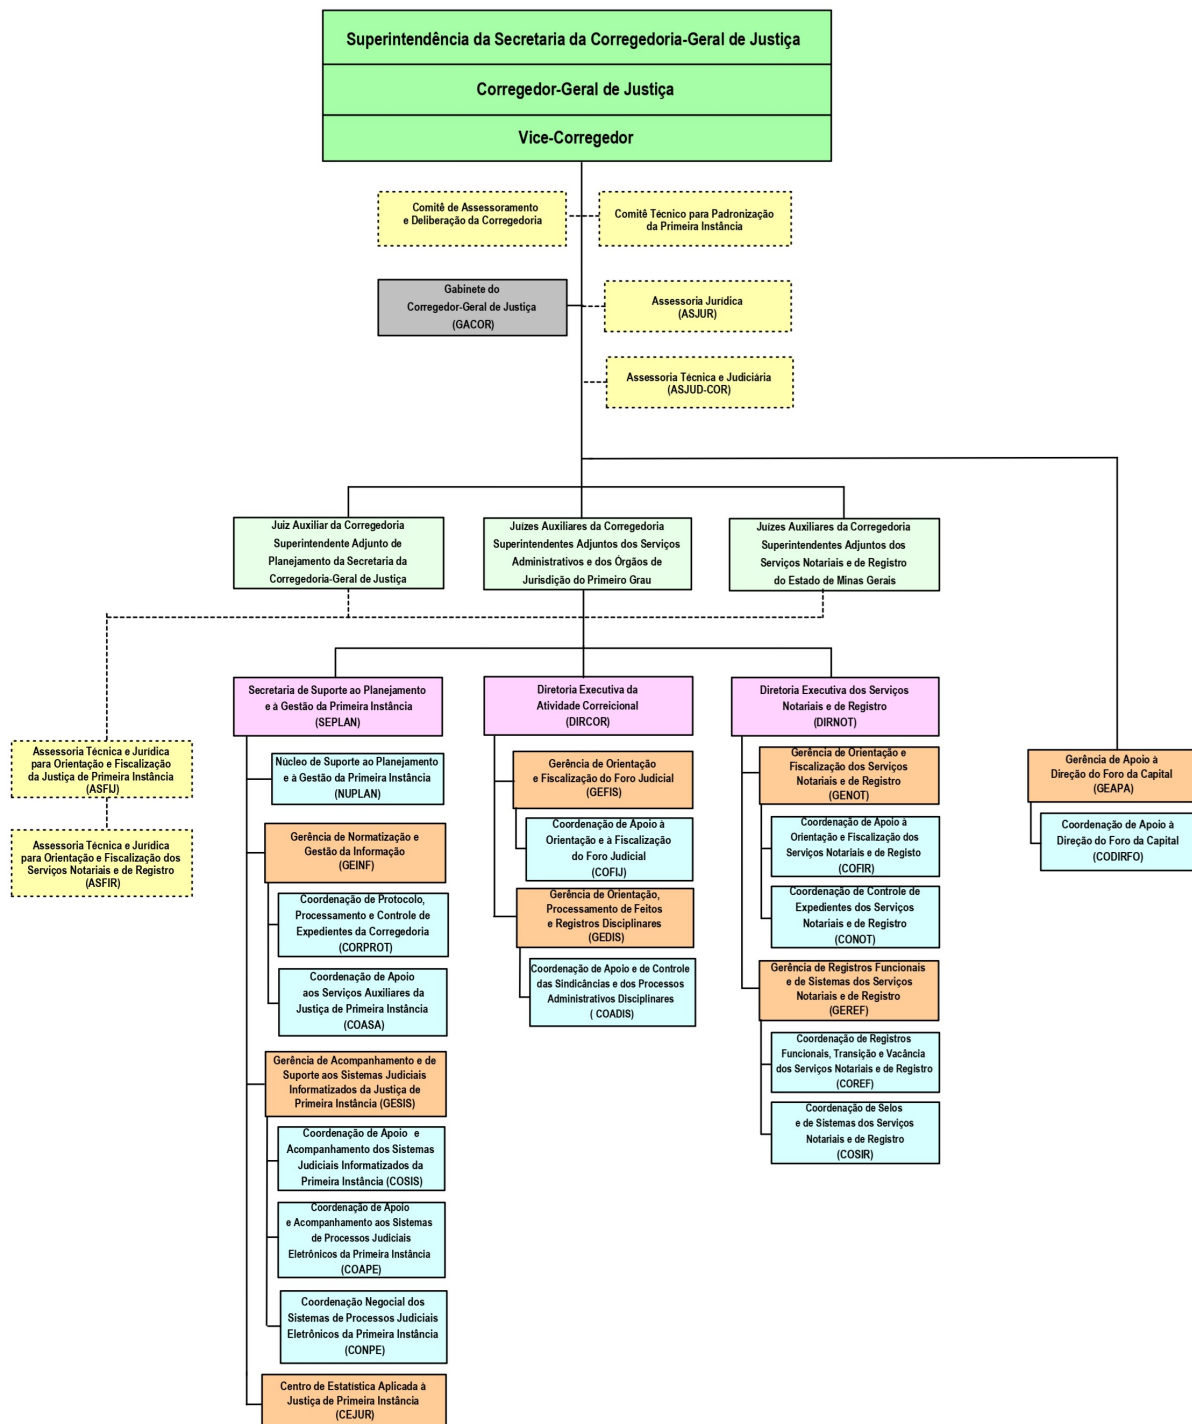 Superintendência da Secretaria da Corregedoria-Geral de Justiça
Corregedor-Geral de Justiça
Vice-Corregedor
Comitê de Assessoramento
e Deliberação da Corregedoria
Comitê Técnico para Padronização
da Primeira Instância
Gabinete do
Corregedor-Geral de Justiça
(GACOR)
Assessoria Jurídica
(ASJUR)
Assessoria Técnica e Judiciária
(ASJUD-COR)
Juiz Auxiliar da Corregedoria
Superintendente Adjunto de
Planejamento da Secretaria da
Corregedoria-Geral de Justiça
Juízes Auxiliares da Corregedoria
Superintendentes Adjuntos dos Serviços
Administrativos e dos Órgãos de
Jurisdição do Primeiro Grau
Juízes Auxiliares da Corregedoria
Superintendentes Adjuntos dos
Serviços Notariais e de Registro
do Estado de Minas Gerais
Assessoria Técnica e Jurídica
para Orientação e Fiscalização
da Justiça de Primeira Instância
(ASFIJ)
Assessoria Técnica e Jurídica
para Orientação e Fiscalização dos
Serviços Notariais e de Registro
(ASFIR)
Secretaria de Suporte ao Planejamento
e à Gestão da Primeira Instância
(SEPLAN)
Núcleo de Suporte ao Planejamento
e à Gestão da Primeira Instância
(NUPLAN)
Gerência de Normatização e
Gestão da Informação
(GEINF)
Coordenação de Protocolo,
Processamento e Controle de
Expedientes da Corregedoria
(CORPROT)
Coordenação de Apoio
aos Serviços Auxiliares da
Justiça de Primeira Instância
(COASA)
Gerência de Acompanhamento e de
Suporte aos Sistemas Judiciais
Informatizados da Justiça de
Primeira Instância (GESIS)
Coordenação de Apoio e
Acompanhamento dos Sistemas
Judiciais Informatizados da
Primeira Instância (COSIS)
Coordenação de Apoio
e Acompanhamento aos Sistemas
de Processos Judiciais
Eletrônicos da Primeira Instância
(COAPE)
Coordenação Negocial dos
Sistemas de Processos Judiciais
Eletrônicos da Primeira Instância
(CONPE)
Centro de Estatística Aplicada à
Justiça de Primeira Instância
(CEJUR)
Diretoria Executiva da
Atividade Correicional
(DIRCOR)
Gerência de Orientação
e Fiscalização do Foro Judicial
(GEFIS)
Coordenação de Apoio à
Orientação e à Fiscalização
do Foro Judicial
(COFIJ)
Gerência de Orientação,
Processamento de Feitos
e Registros Disciplinares
(GEDIS)
Coordenação de Apoio e de Controle
das Sindicâncias e dos Processos
Administrativos Disciplinares
( COADIS)
Diretoria Executiva dos Serviços
Notariais e de Registro
(DIRNOT)
Gerência de Orientação e
Fiscalização dos Serviços
Notariais e de Registro
(GENOT)
Coordenação de Apoio à
Orientação e Fiscalização dos
Serviços Notariais e de Registo
(COFIR)
Coordenação de Controle de
Expedientes dos Serviços
Notariais e de Registro
(CONOT)
Gerência de Registros Funcionais
e de Sistemas dos Serviços
Notariais e de Registro
(GEREF)
Coordenação de Registros
Funcionais, Transição e Vacância
dos Serviços Notariais e de Registro
(COREF)
Coordenação de Selos
e de Sistemas dos Serviços
Notariais e de Registro
(COSIR)
Gerência de Apoio à
Direção do Foro da Capital
(GEAPA)
Coordenação de Apoio à
Direção do Foro da Capital
(CODIRFO)